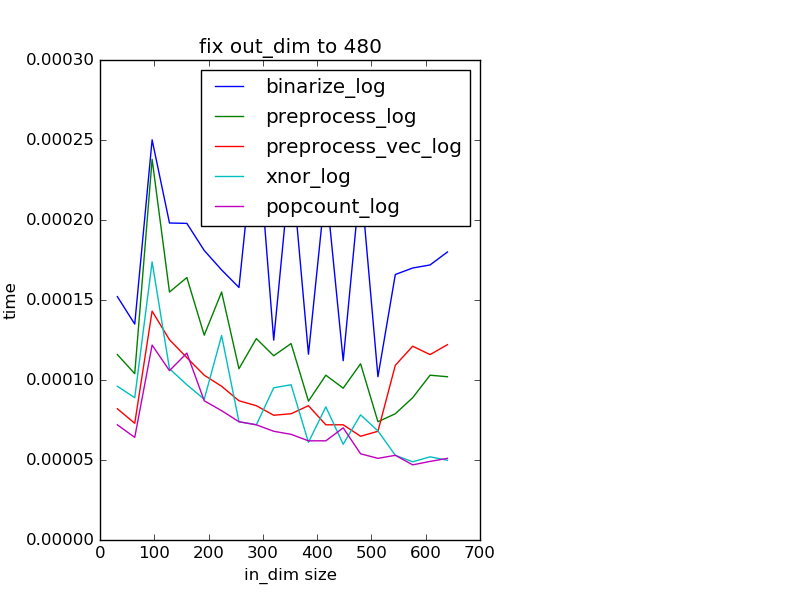 fix out_dim to 480
0.00030
0.00025
0.00020
0.00015
0.00010
0.00005
0.00000
time
binarize_log
preprocess_log
preprocess_vec_log
xnor_log
popcount_log
0 100 200 300 400 500 600 700
in_dim size